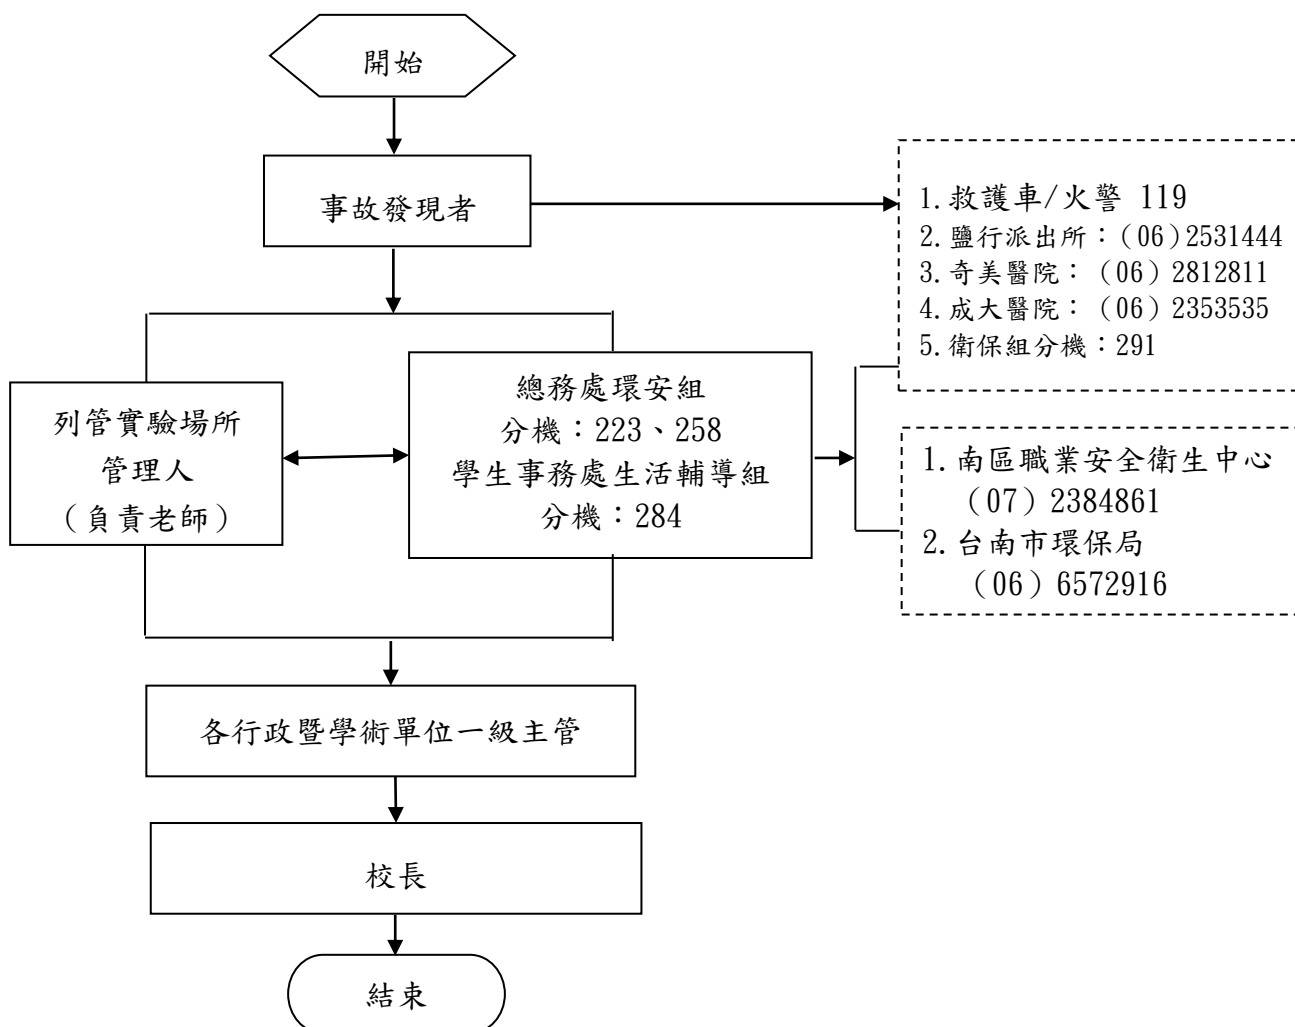 開始
事故發現者
1.救護車/火警 119
2.鹽行派出所：(06)2531444
3.奇美醫院：(06)2812811
4.成大醫院：(06)2353535
5.衛保組分機：291
列管實驗場所
管理人
（負責老師）
總務處環安組
分機：223、258
學生事務處生活輔導組
分機：284
1.南區職業安全衛生中心
（07）2384861
2.台南市環保局
（06）6572916
各行政暨學術單位一級主管
校長
結束